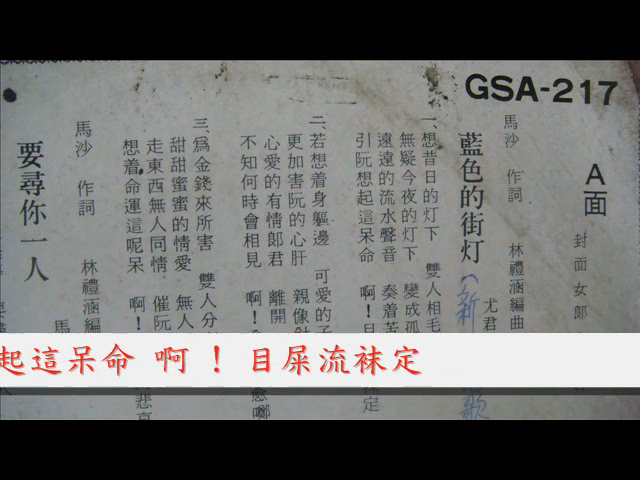 GSA-217
A面
封面女郎
藍色的街灯
馬沙 作詞 林禮涵編曲
尤君
一、想昔日的灯下 雙人相毛
無疑今夜的灯下 變成孤
遠遠的流水聲音 奏着苦
引阮想起這呆命 啊！目
二、若想着身軀邊 可愛的子
更加害阮的心肝 親像針
心愛的有情郎君 離開
不知何時會相見 啊！
三、爲金錢來所害 雙人分
甜甜蜜蜜的情愛 無人
走東西無人同情 催阮
想着命運這呢呆 啊！
要尋你一人
馬沙 作詞 林禮涵編
起這呆命 啊 ! 目屎流袜定